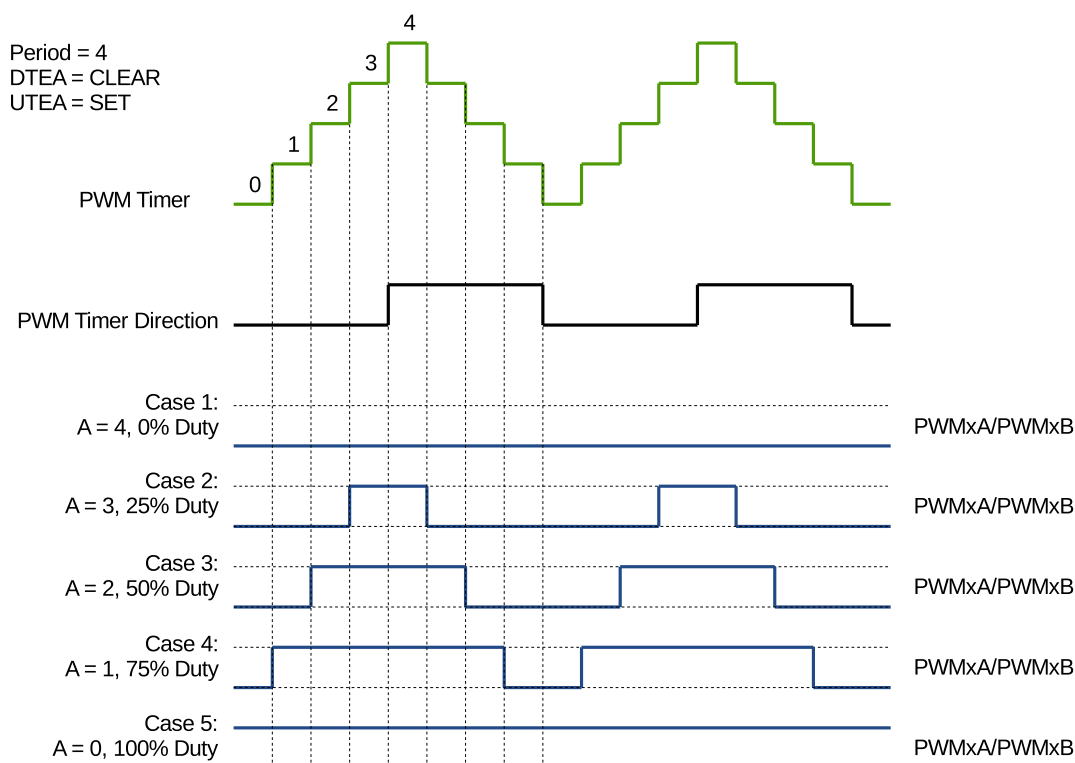 4
Period = 4
3
DTEA = CLEAR
2
UTEA = SET
1
0
PWM Timer
PWM Timer Direction
Case 1:
A = 4, 0% Duty
PWMxA/PWMxB
Case 2:
A = 3, 25% Duty
PWMxA/PWMxB
Case 3:
A = 2, 50% Duty
PWMxA/PWMxB
Case 4:
A = 1, 75% Duty
PWMxA/PWMxB
Case 5:
A = 0, 100% Duty
PWMxA/PWMxB